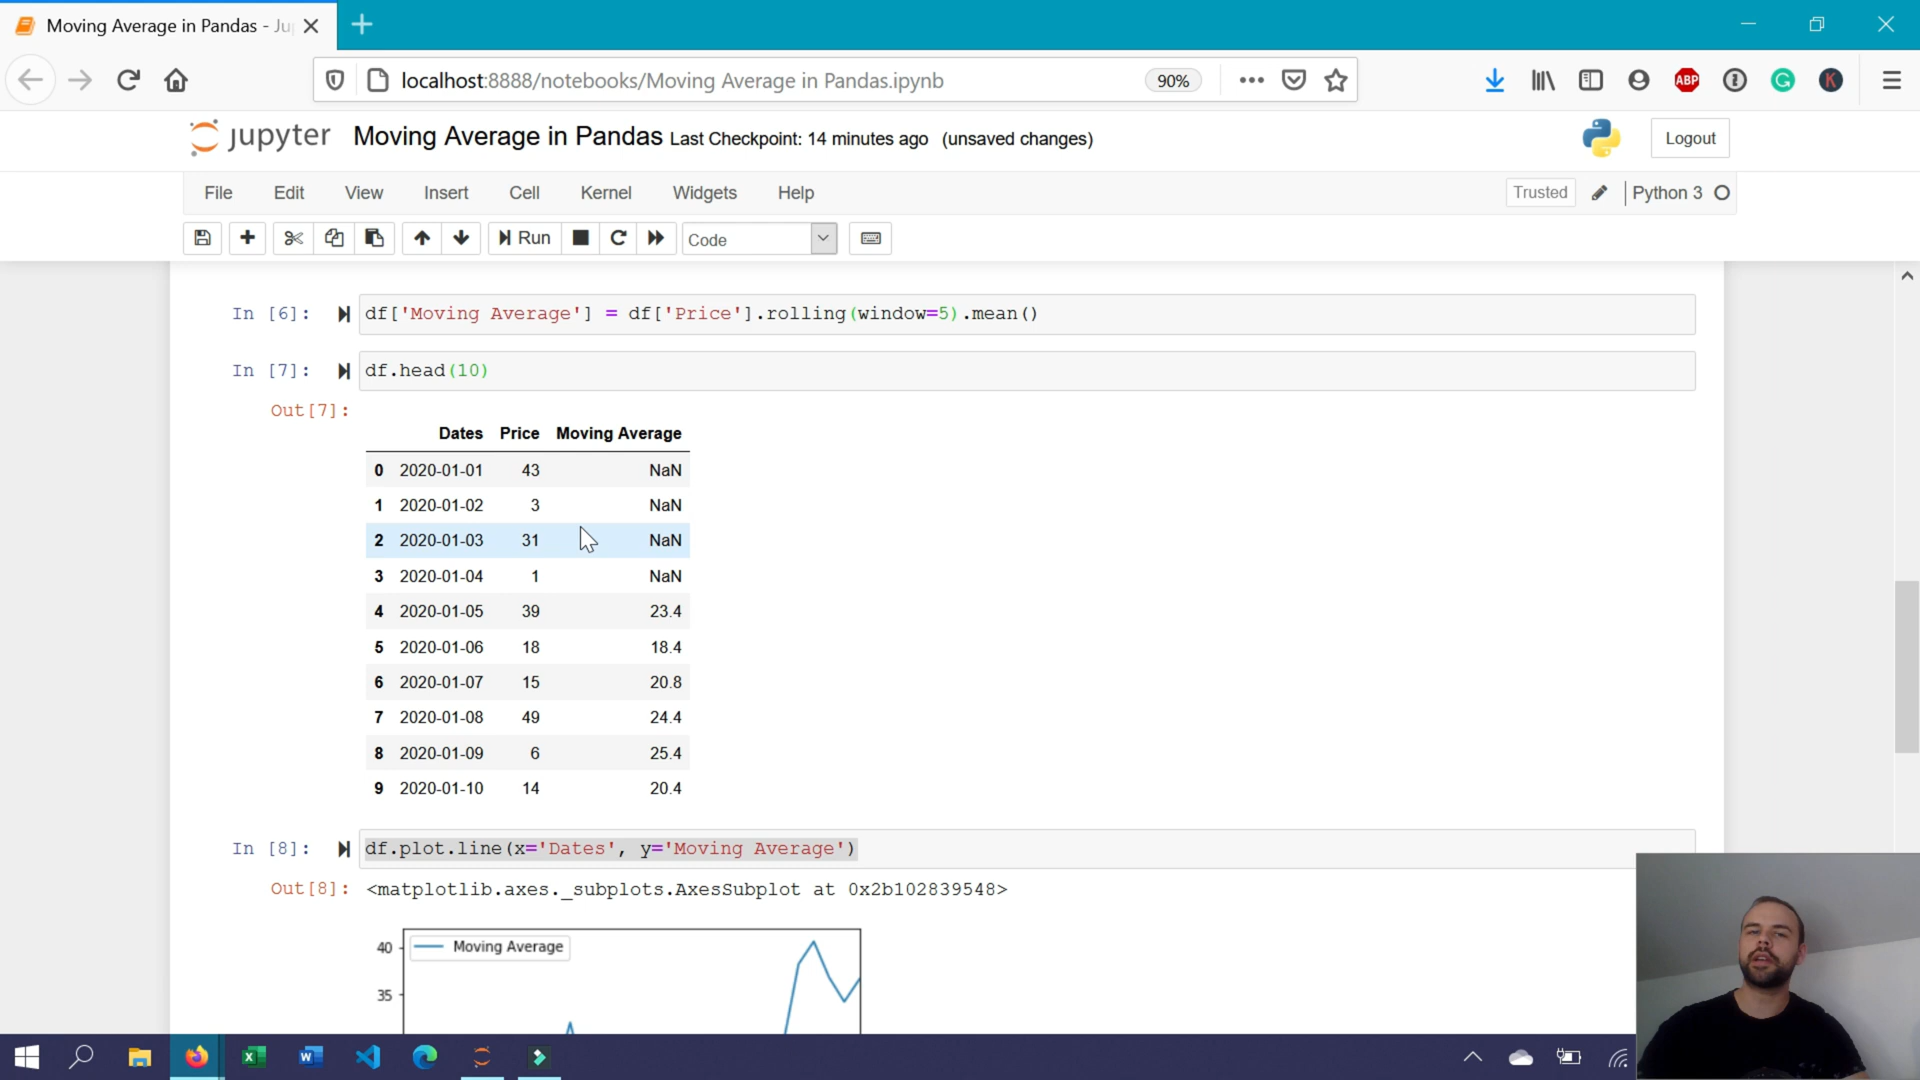 Moving Average in Pandas - Ju
localhost:8888/notebooks/Moving Average in Pandas.ipynb
90%
ABP
K
jupyter Moving Average in Pandas Last Checkpoint: 14 minutes ago (unsaved changes)
Logout
File Edit View Insert Cell Kernel Widgets Help
Trusted Python 3
Run Code
In [6]: df['Moving Average'] = df['Price'].rolling(window=5).mean()
In [7]: df.head(10)
Out[7]:
Dates Price Moving Average
0 2020-01-01 43 NaN
1 2020-01-02 3 NaN
2 2020-01-03 31 NaN
3 2020-01-04 1 NaN
4 2020-01-05 39 23.4
5 2020-01-06 18 18.4
6 2020-01-07 15 20.8
7 2020-01-08 49 24.4
8 2020-01-09 6 25.4
9 2020-01-10 14 20.4
In [8]: df.plot.line(x='Dates', y='Moving Average')
Out[8]: <matplotlib.axes._subplots.AxesSubplot at 0x2b102839548>
40
Moving Average
35